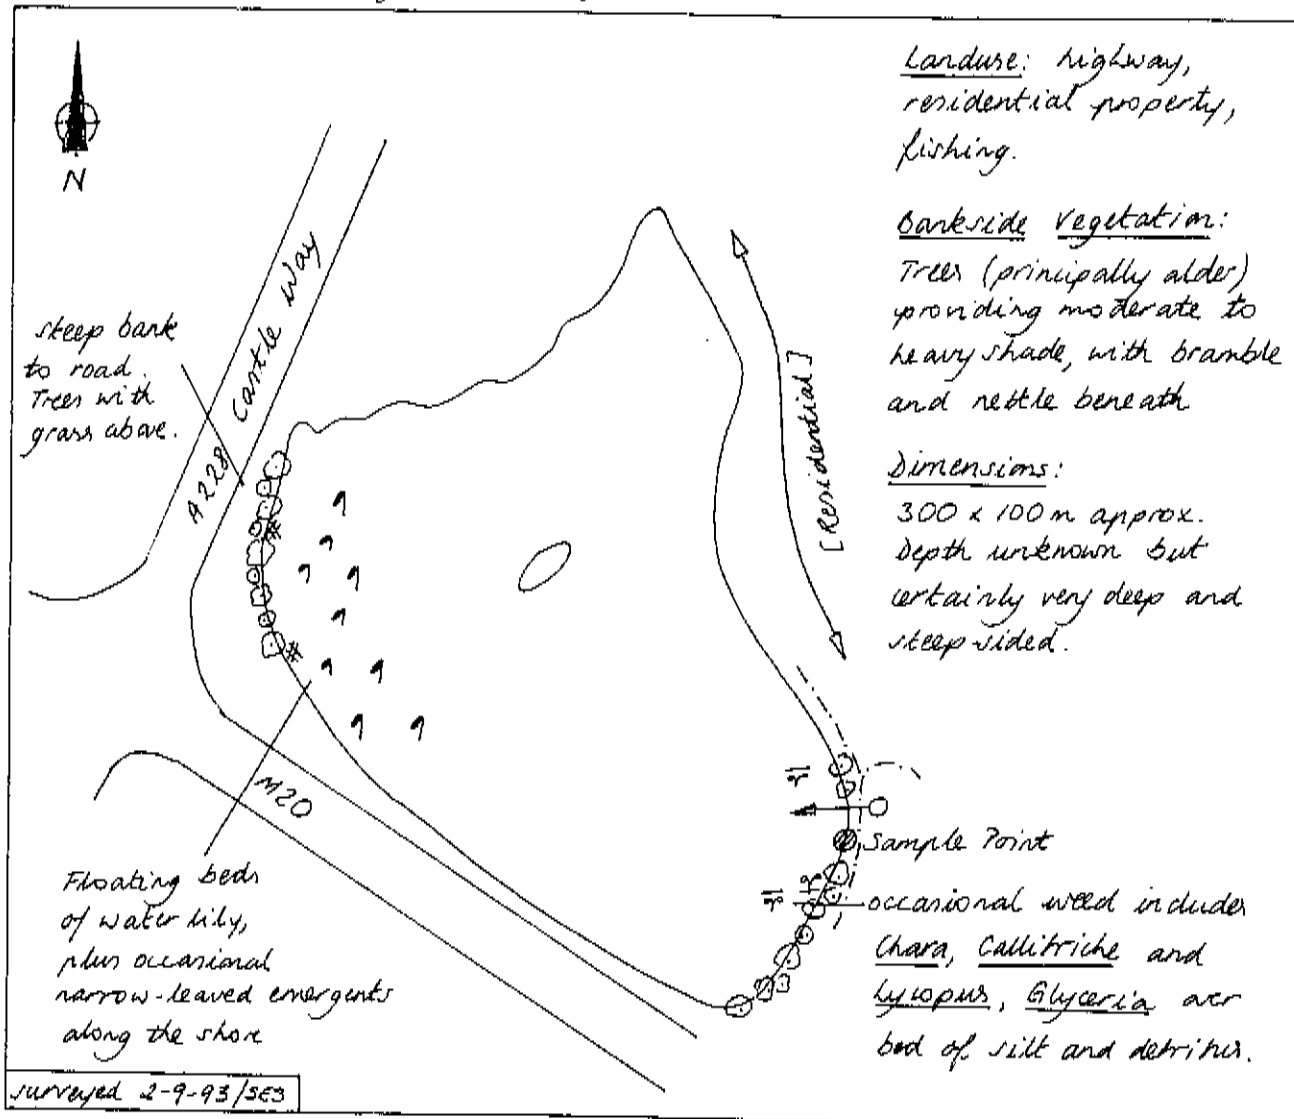 Landuse: highway,
residential property,
fishing.
N
Bankside Vegetation:
Trees (principally alder)
providing moderate to
heavy shade, with bramble
and nettle beneath
steep bank
to road.
Trees with
grass above.
A228 Castle Way
[Residential]
Dimensions:
300 x 100 m approx.
Depth unknown but
certainly very deep and
steep-sided.
M20
Sample Point
Floating beds
of water lily,
plus occasional
narrow-leaved emergents
along the shore
occasional weed includes
Chara, Callitriche and
Lycopus, Glyceria over
bed of silt and detritus.
surveyed 2-9-93/SES